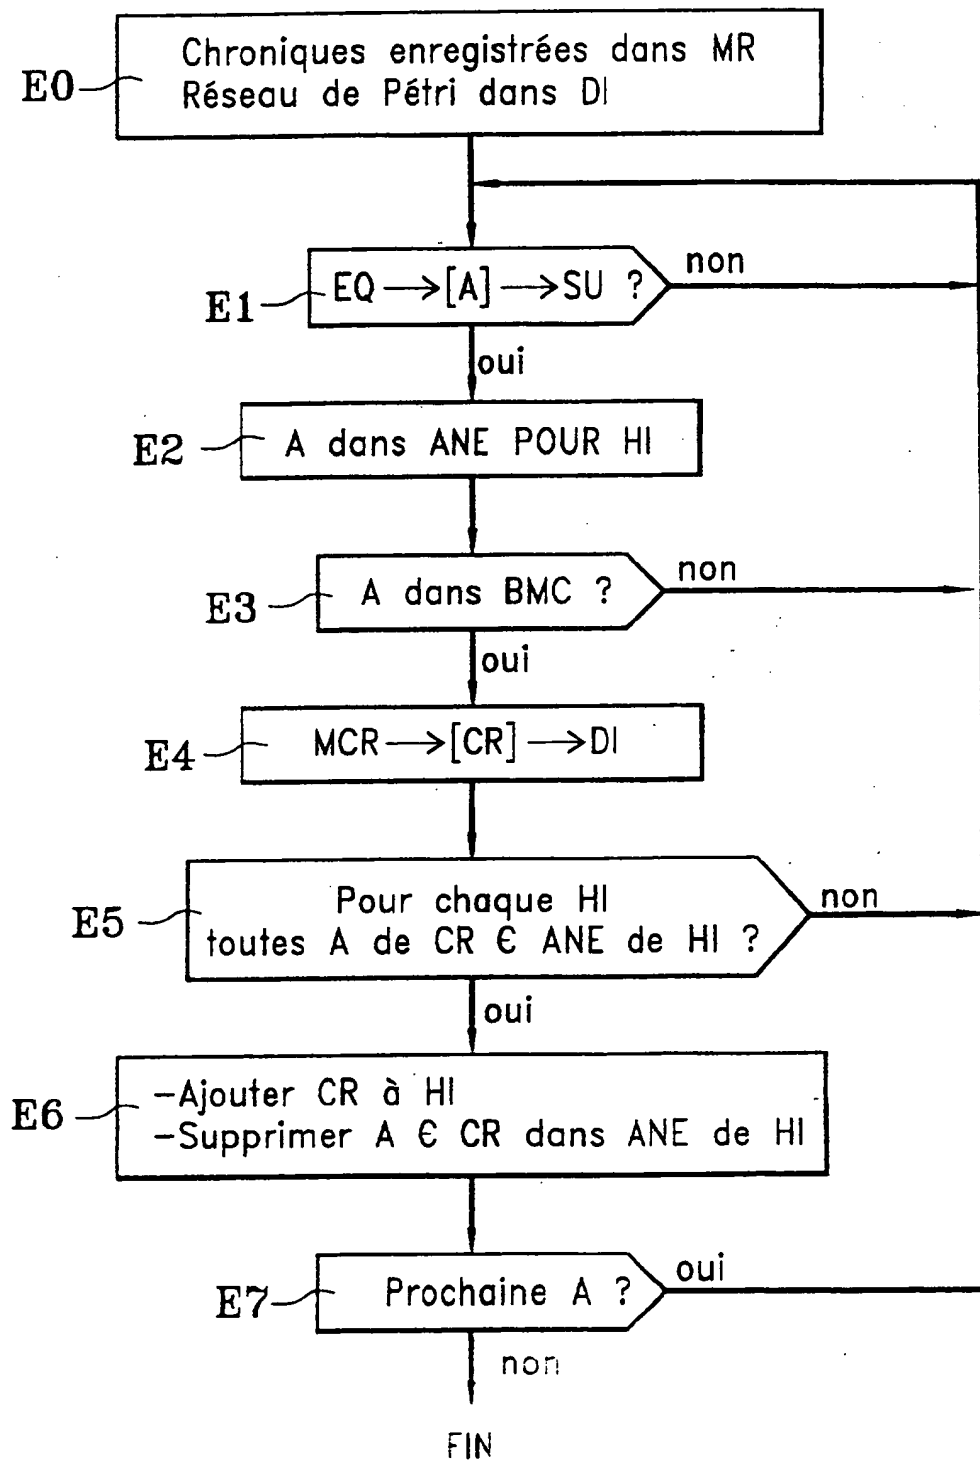 Chroniques enregistrées dans MR
E0 Réseau de Pétri dans DI
E1 EQ → [A] → SU ? non
oui
E2 A dans ANE POUR HI
E3 A dans BMC ? non
oui
E4 MCR → [CR] → DI
Pour chaque HI non
E5 toutes A de CR Є ANE de HI ?
oui
-Ajouter CR à HI
E6 -Supprimer A Є CR dans ANE de HI
E7 Prochaine A ? oui
non
FIN